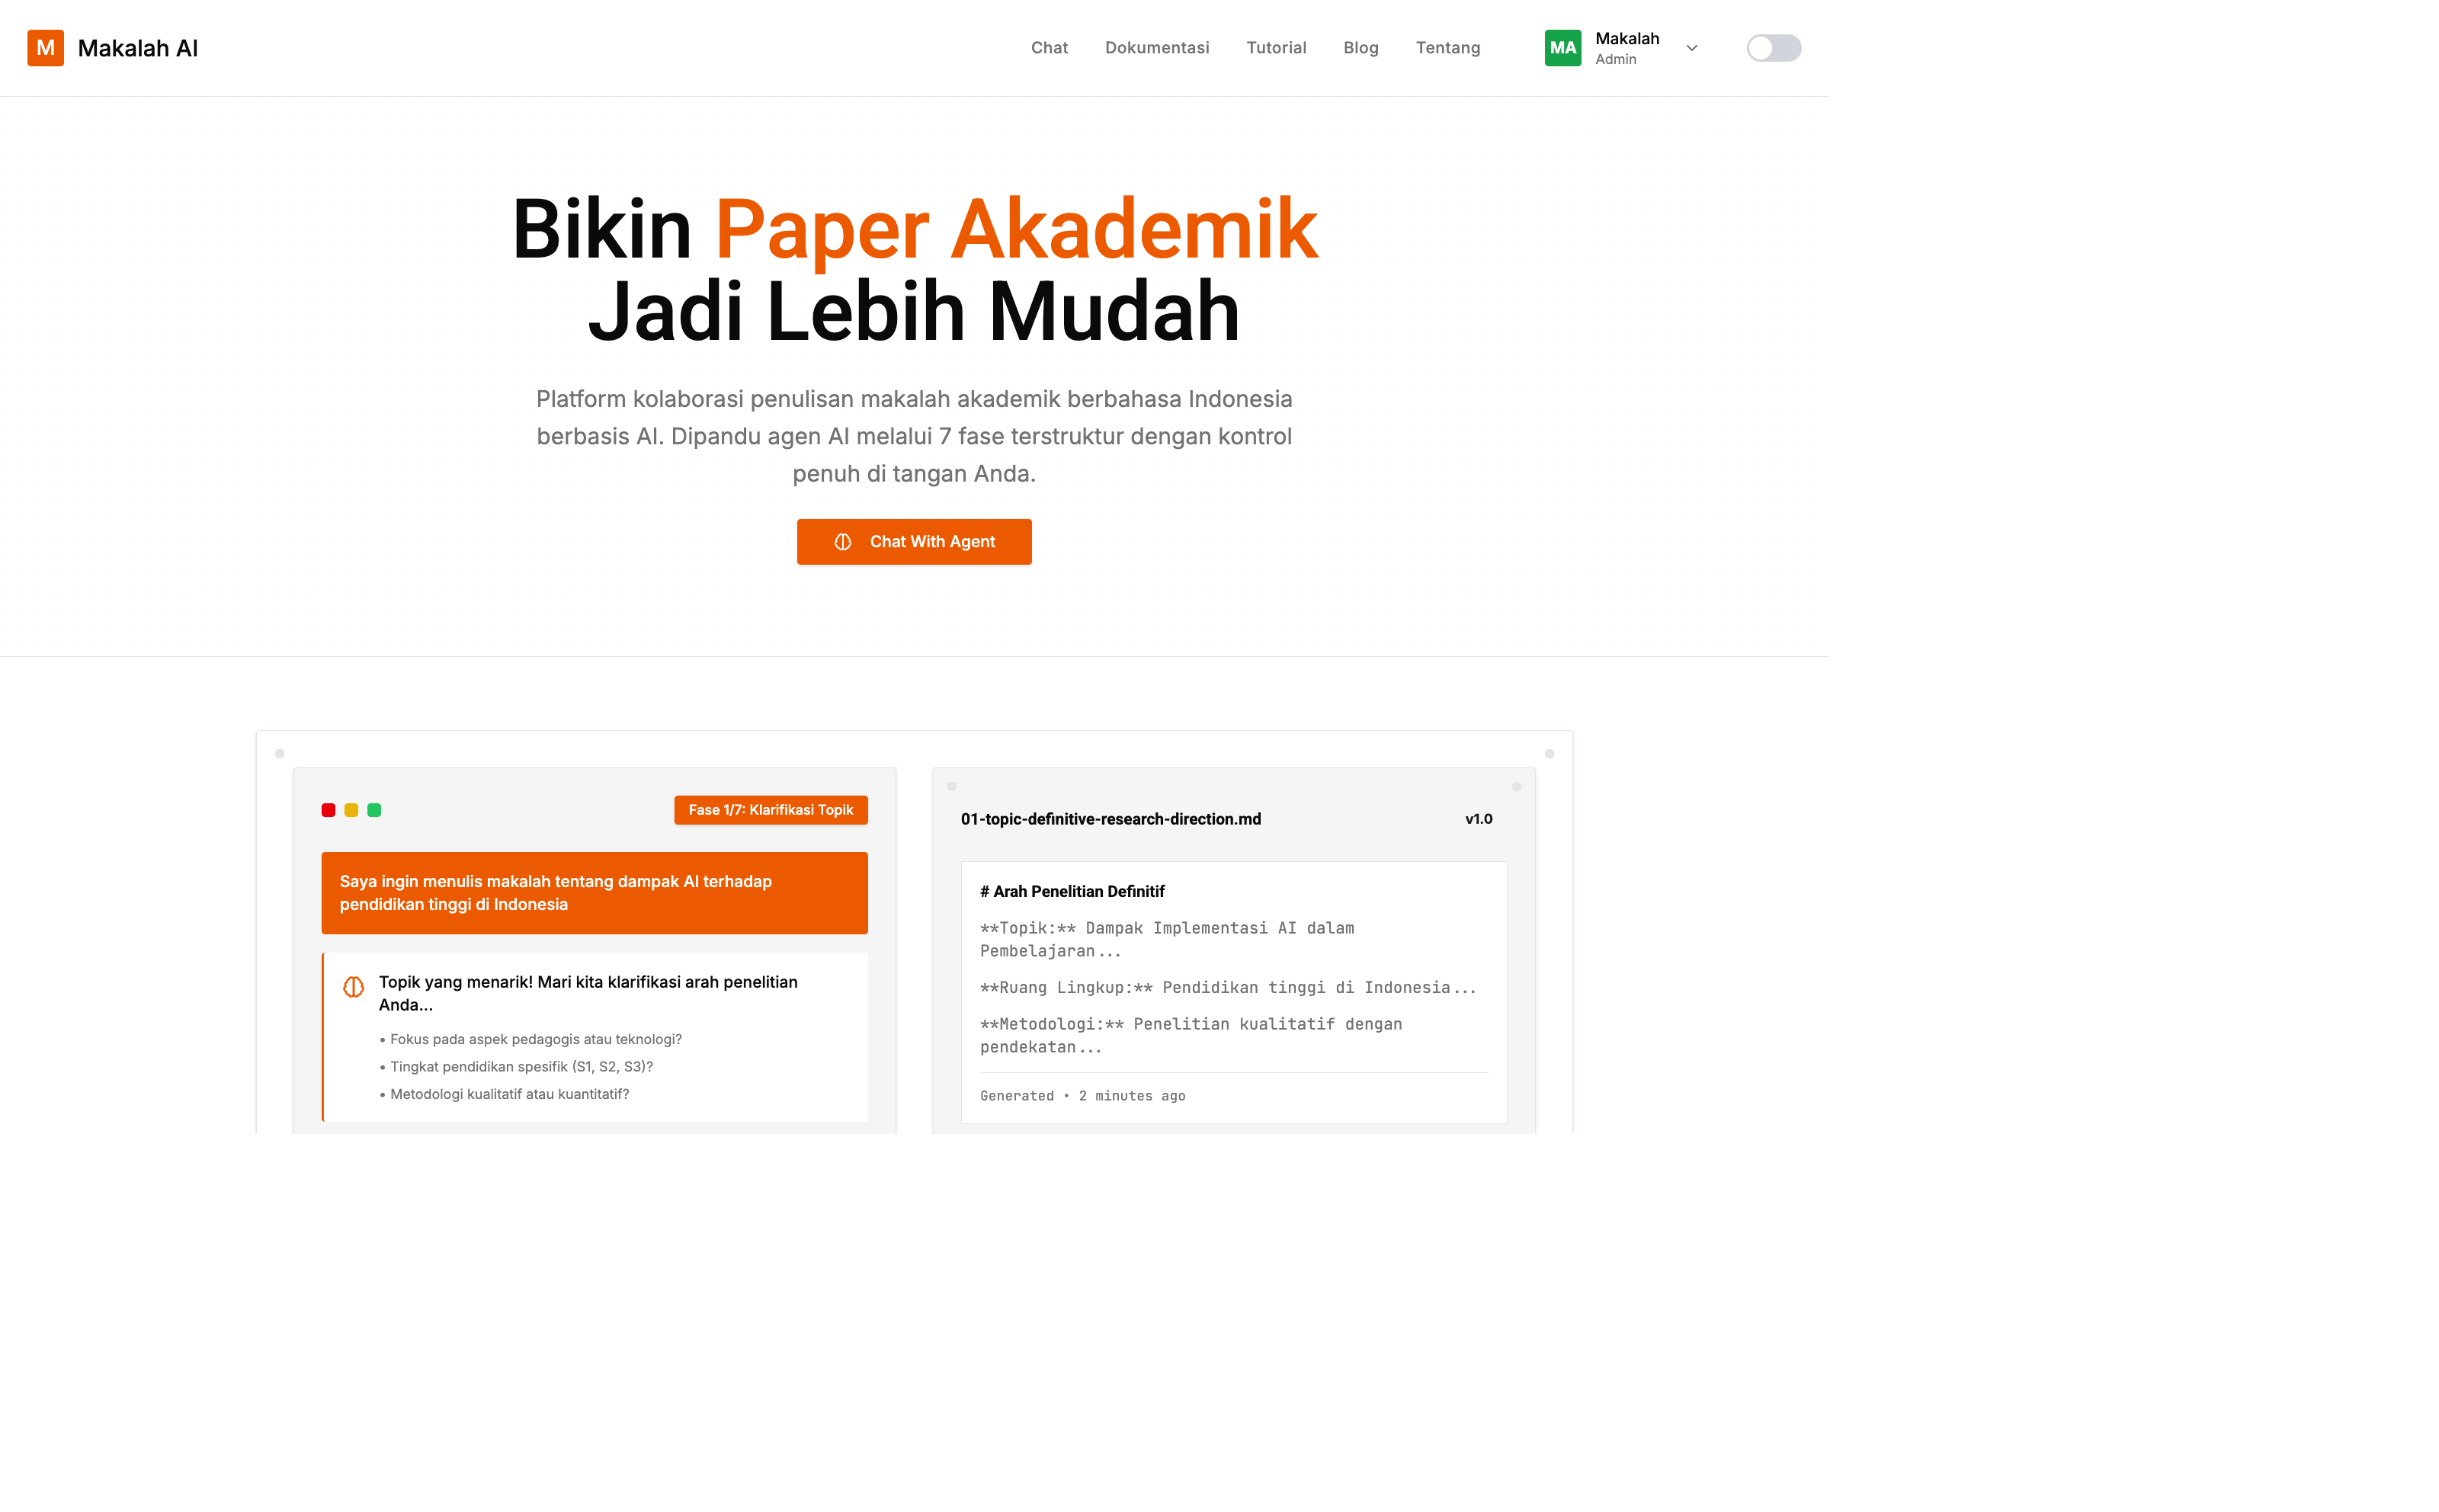 M Makalah AI
Chat Dokumentasi Tutorial Blog Tentang
MA Makalah
Admin
Bikin Paper Akademik
Jadi Lebih Mudah
Platform kolaborasi penulisan makalah akademik berbahasa Indonesia
berbasis AI. Dipandu agen AI melalui 7 fase terstruktur dengan kontrol
penuh di tangan Anda.
Chat With Agent
Fase 1/7: Klarifikasi Topik
Saya ingin menulis makalah tentang dampak AI terhadap
pendidikan tinggi di Indonesia
Topik yang menarik! Mari kita klarifikasi arah penelitian
Anda...
• Fokus pada aspek pedagogis atau teknologi?
• Tingkat pendidikan spesifik (S1, S2, S3)?
• Metodologi kualitatif atau kuantitatif?
01-topic-definitive-research-direction.md v1.0
# Arah Penelitian Definitif
**Topik:** Dampak Implementasi AI dalam
Pembelajaran...
**Ruang Lingkup:** Pendidikan tinggi di Indonesia...
**Metodologi:** Penelitian kualitatif dengan
pendekatan...
Generated • 2 minutes ago